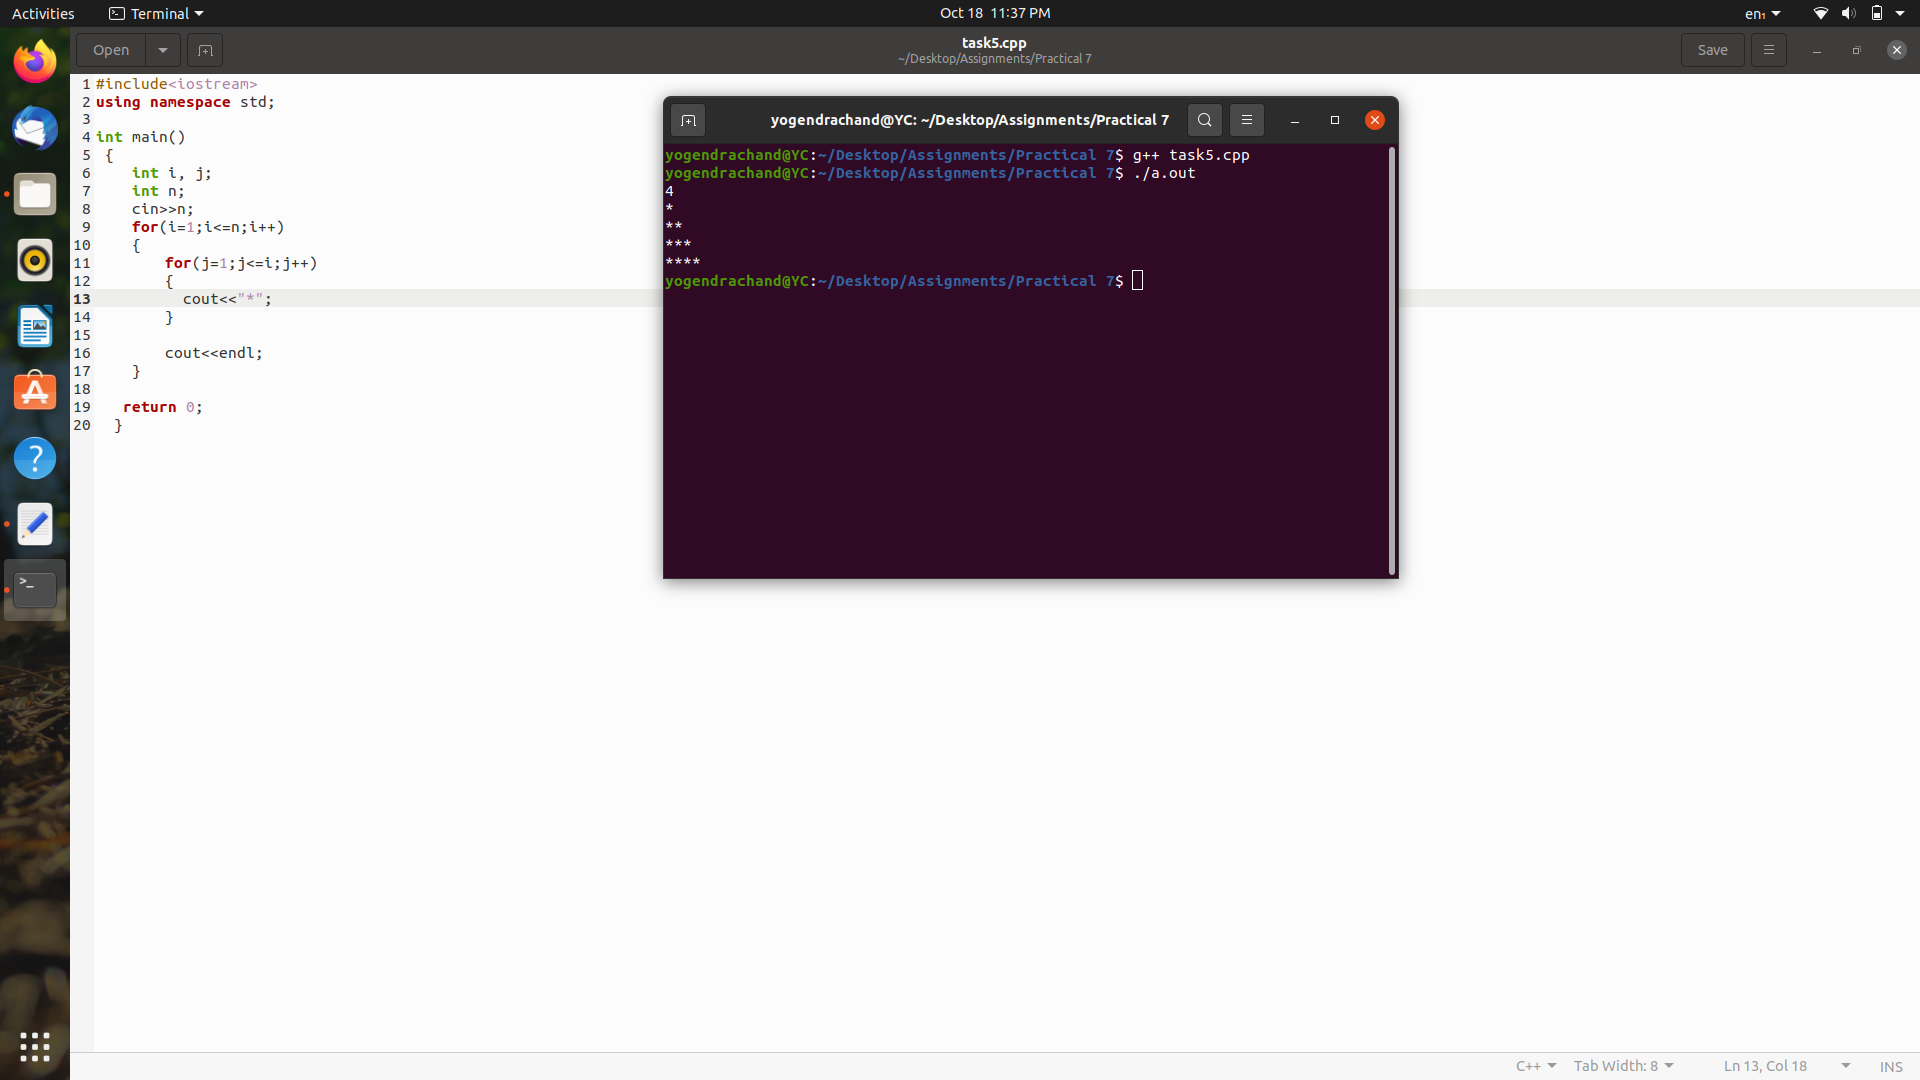 Activities
Terminal
Oct 18 11:37 PM
en₁
Open
task5.cpp
~/Desktop/Assignments/Practical 7
Save
1 #include<iostream>
2 using namespace std;
3
4 int main()
5 {
6 int i, j;
7 int n;
8 cin>>n;
9 for(i=1;i<=n;i++)
10 {
11 for(j=1;j<=i;j++)
12 {
13 cout<<"*";
14 }
15
16 cout<<endl;
17 }
18
19 return 0;
20 }
yogendrachand@YC: ~/Desktop/Assignments/Practical 7
yogendrachand@YC:~/Desktop/Assignments/Practical 7$ g++ task5.cpp
yogendrachand@YC:~/Desktop/Assignments/Practical 7$ ./a.out
4
*
**
***
****
yogendrachand@YC:~/Desktop/Assignments/Practical 7$
C++
Tab Width: 8
Ln 13, Col 18
INS